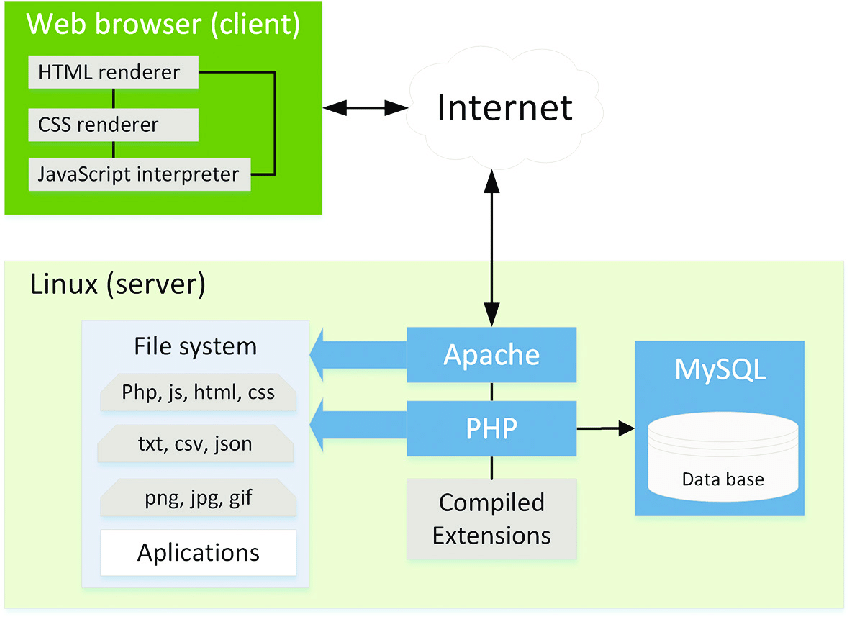 Web browser (client)
HTML renderer
CSS renderer
JavaScript interpreter
Internet
Linux (server)
File system
Php, js, html, css
txt, csv, json
png, jpg, gif
Aplications
Apache
PHP
Compiled
Extensions
MySQL
Data base